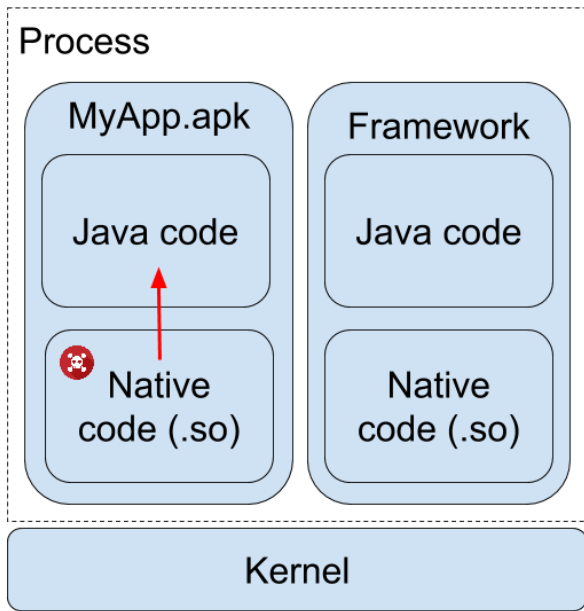 Process
MyApp.apk
Java code
Native
code (.so)
Framework
Java code
Native
code (.so)
Kernel